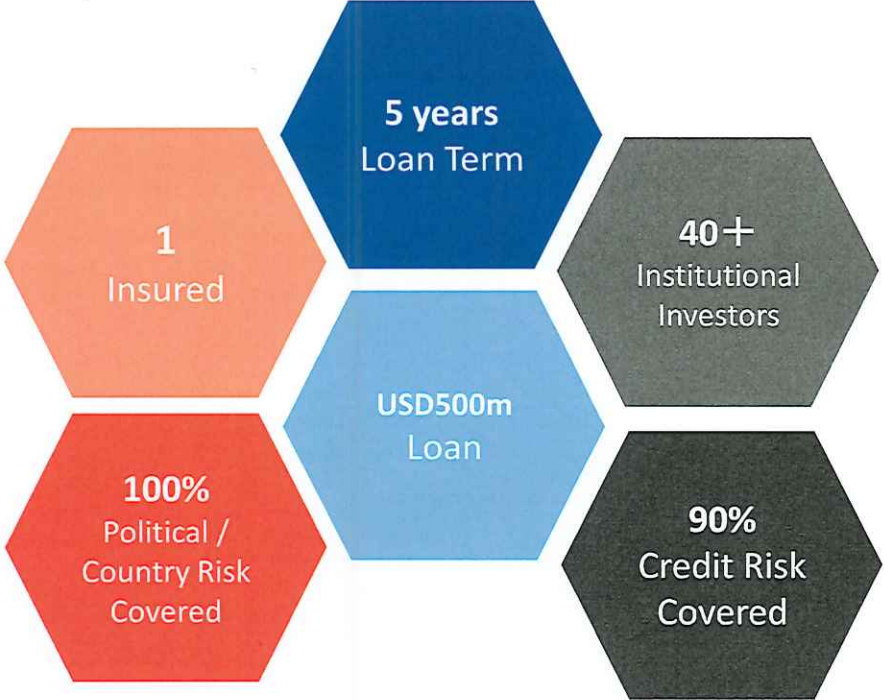 5 years
Loan Term
1
Insured
40+
Institutional
Investors
USD500m
Loan
100%
Political /
Country Risk
Covered
90%
Credit Risk
Covered